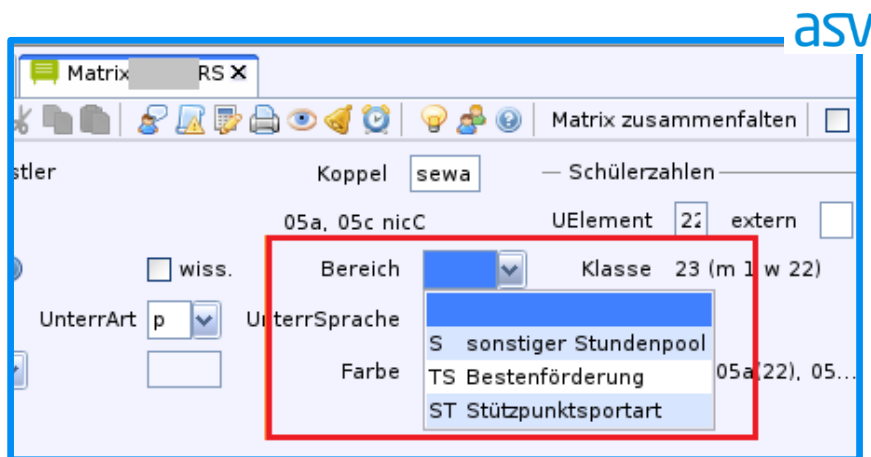 asv
Matrix RS X
Matrix zusammenfalten
stler Koppel sewa Schülerzahlen
05a, 05c nicC UElement 22 extern
wiss. Bereich Klasse 23 (m 1 w 22)
UnterrArt p UnterrSprache
S sonstiger Stundenpool
Farbe TS Bestenförderung 05a(22), 05...
ST Stützpunktsportart